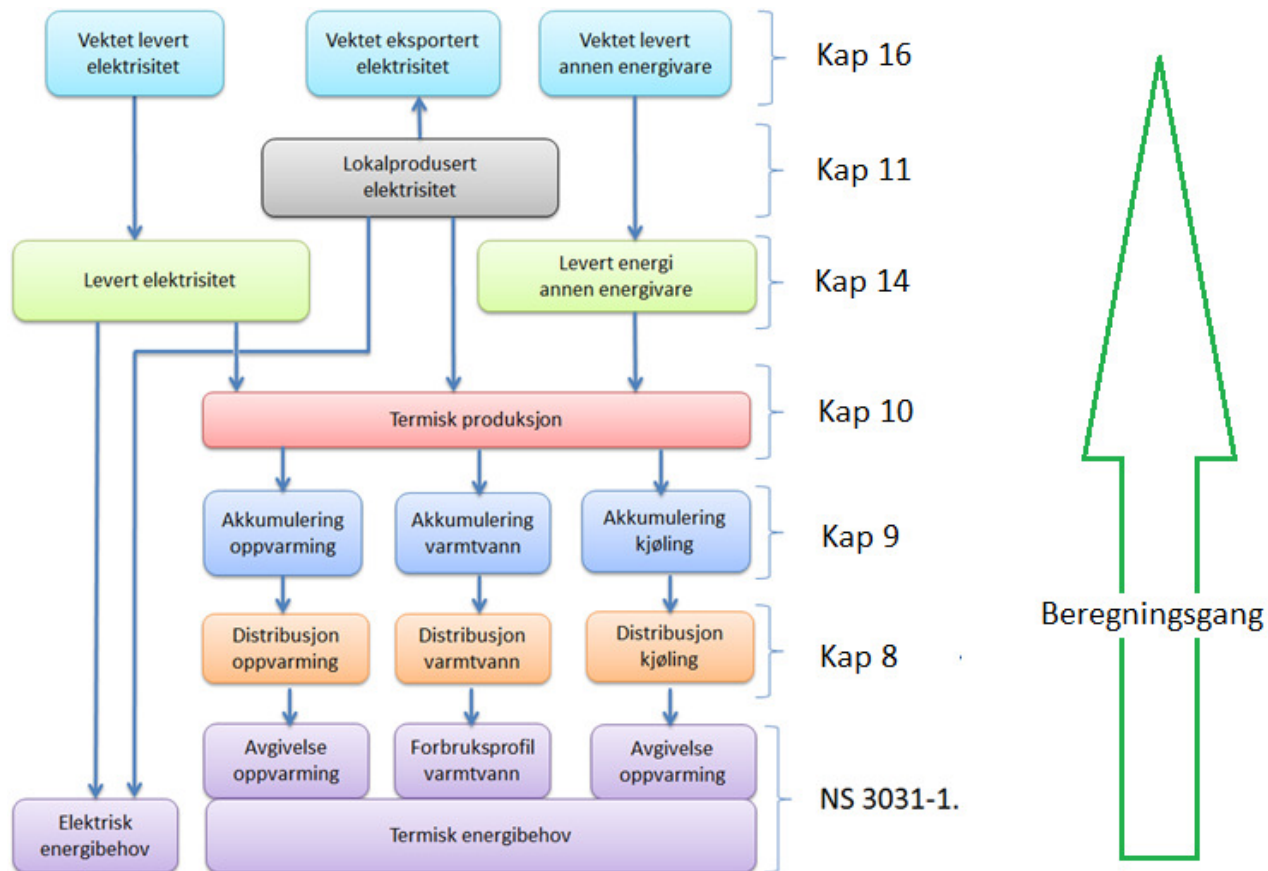 Vektet levert
elektrisitet
Vektet eksportert
elektrisitet
Vektet levert
annen energivare
Kap 16
Lokalprodusert
elektrisitet
Kap 11
Levert elektrisitet
Levert energi
annen energivare
Kap 14
Termisk produksjon
Kap 10
Akkumulering
oppvarming
Akkumulering
varmtvann
Akkumulering
kjøling
Kap 9
Distribusjon
oppvarming
Distribusjon
varmtvann
Distribusjon
kjøling
Kap 8
Beregningsgang
Avgivelse
oppvarming
Forbruksprofil
varmtvann
Avgivelse
oppvarming
NS 3031-1.
Elektrisk
energibehov
Termisk energibehov